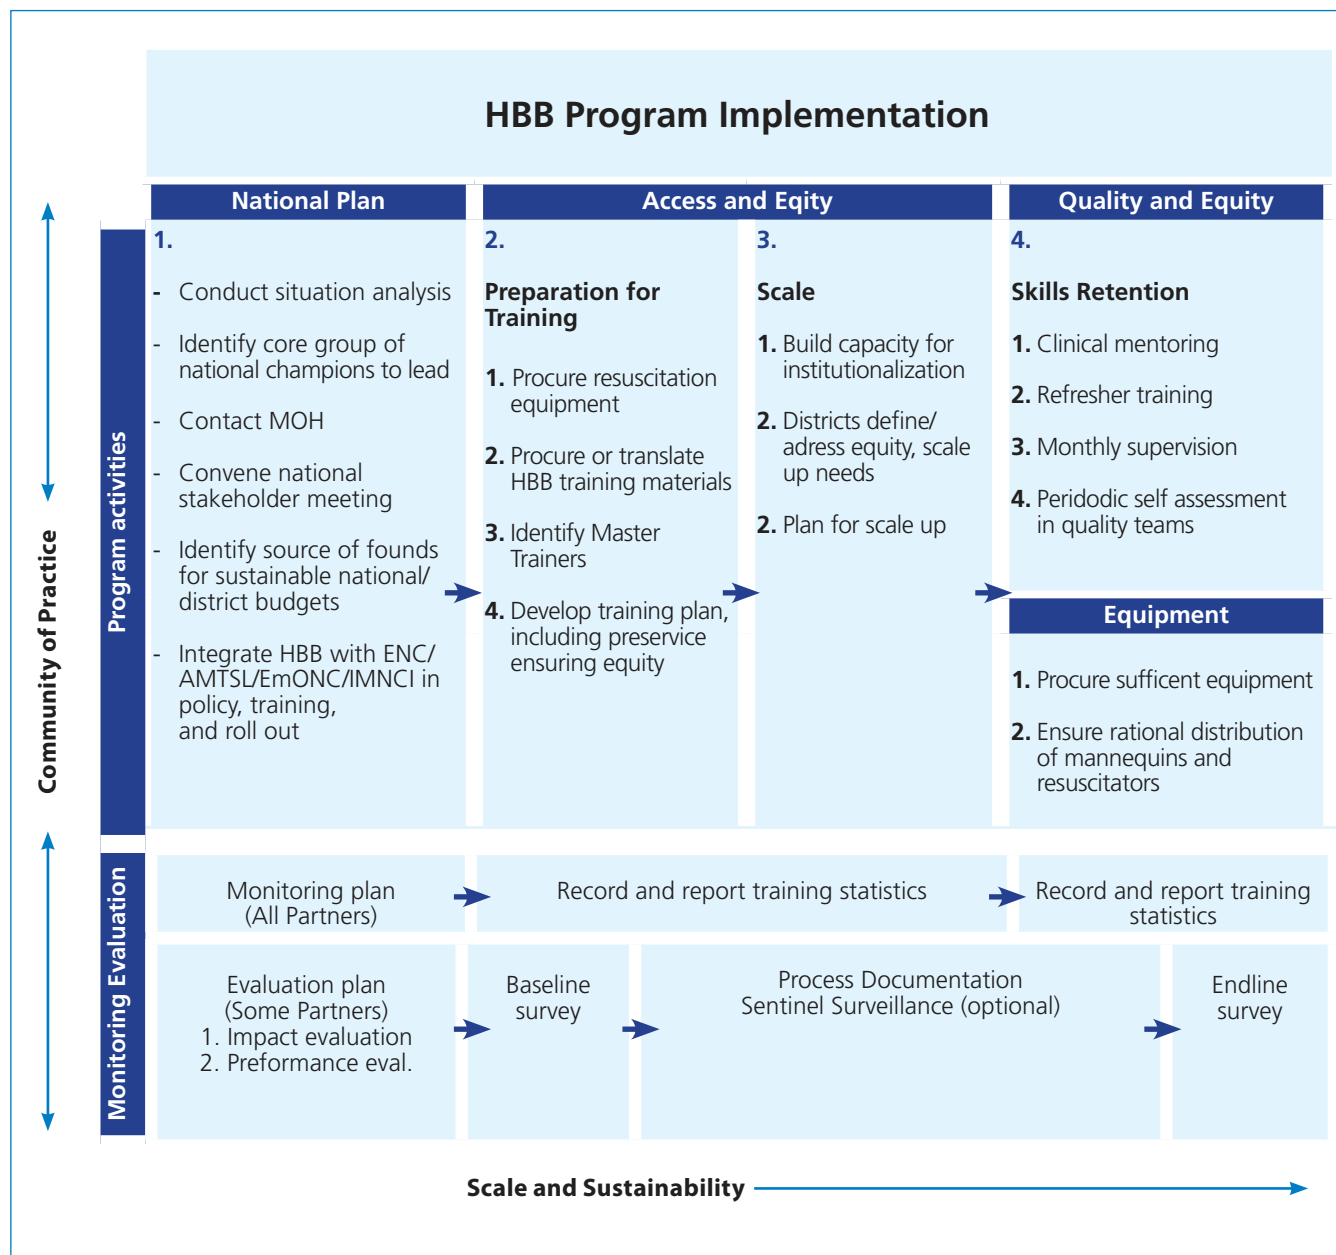 HBB Program Implementation
National Plan
Access and Eqity
Quality and Equity
Community of Practice
Program activities
1.
- Conduct situation analysis
- Identify core group of
national champions to lead
- Contact MOH
- Convene national
stakeholder meeting
- Identify source of founds
for sustainable national/
district budgets
- Integrate HBB with ENC/
AMTSL/EmONC/IMNCI in
policy, training,
and roll out
2.
Preparation for
Training
1. Procure resuscitation
equipment
2. Procure or translate
HBB training materials
3. Identify Master
Trainers
4. Develop training plan,
including preservice
ensuring equity
3.
Scale
1. Build capacity for
institutionalization
2. Districts define/
adress equity, scale
up needs
2. Plan for scale up
4.
Skills Retention
1. Clinical mentoring
2. Refresher training
3. Monthly supervision
4. Peridodic self assessment
in quality teams
Equipment
1. Procure sufficent equipment
2. Ensure rational distribution
of mannequins and
resuscitators
Monitoring Evaluation
Monitoring plan
(All Partners)
Record and report training statistics
Record and report training
statistics
Evaluation plan
(Some Partners)
1. Impact evaluation
2. Preformance eval.
Baseline
survey
Process Documentation
Sentinel Surveillance (optional)
Endline
survey
Scale and Sustainability